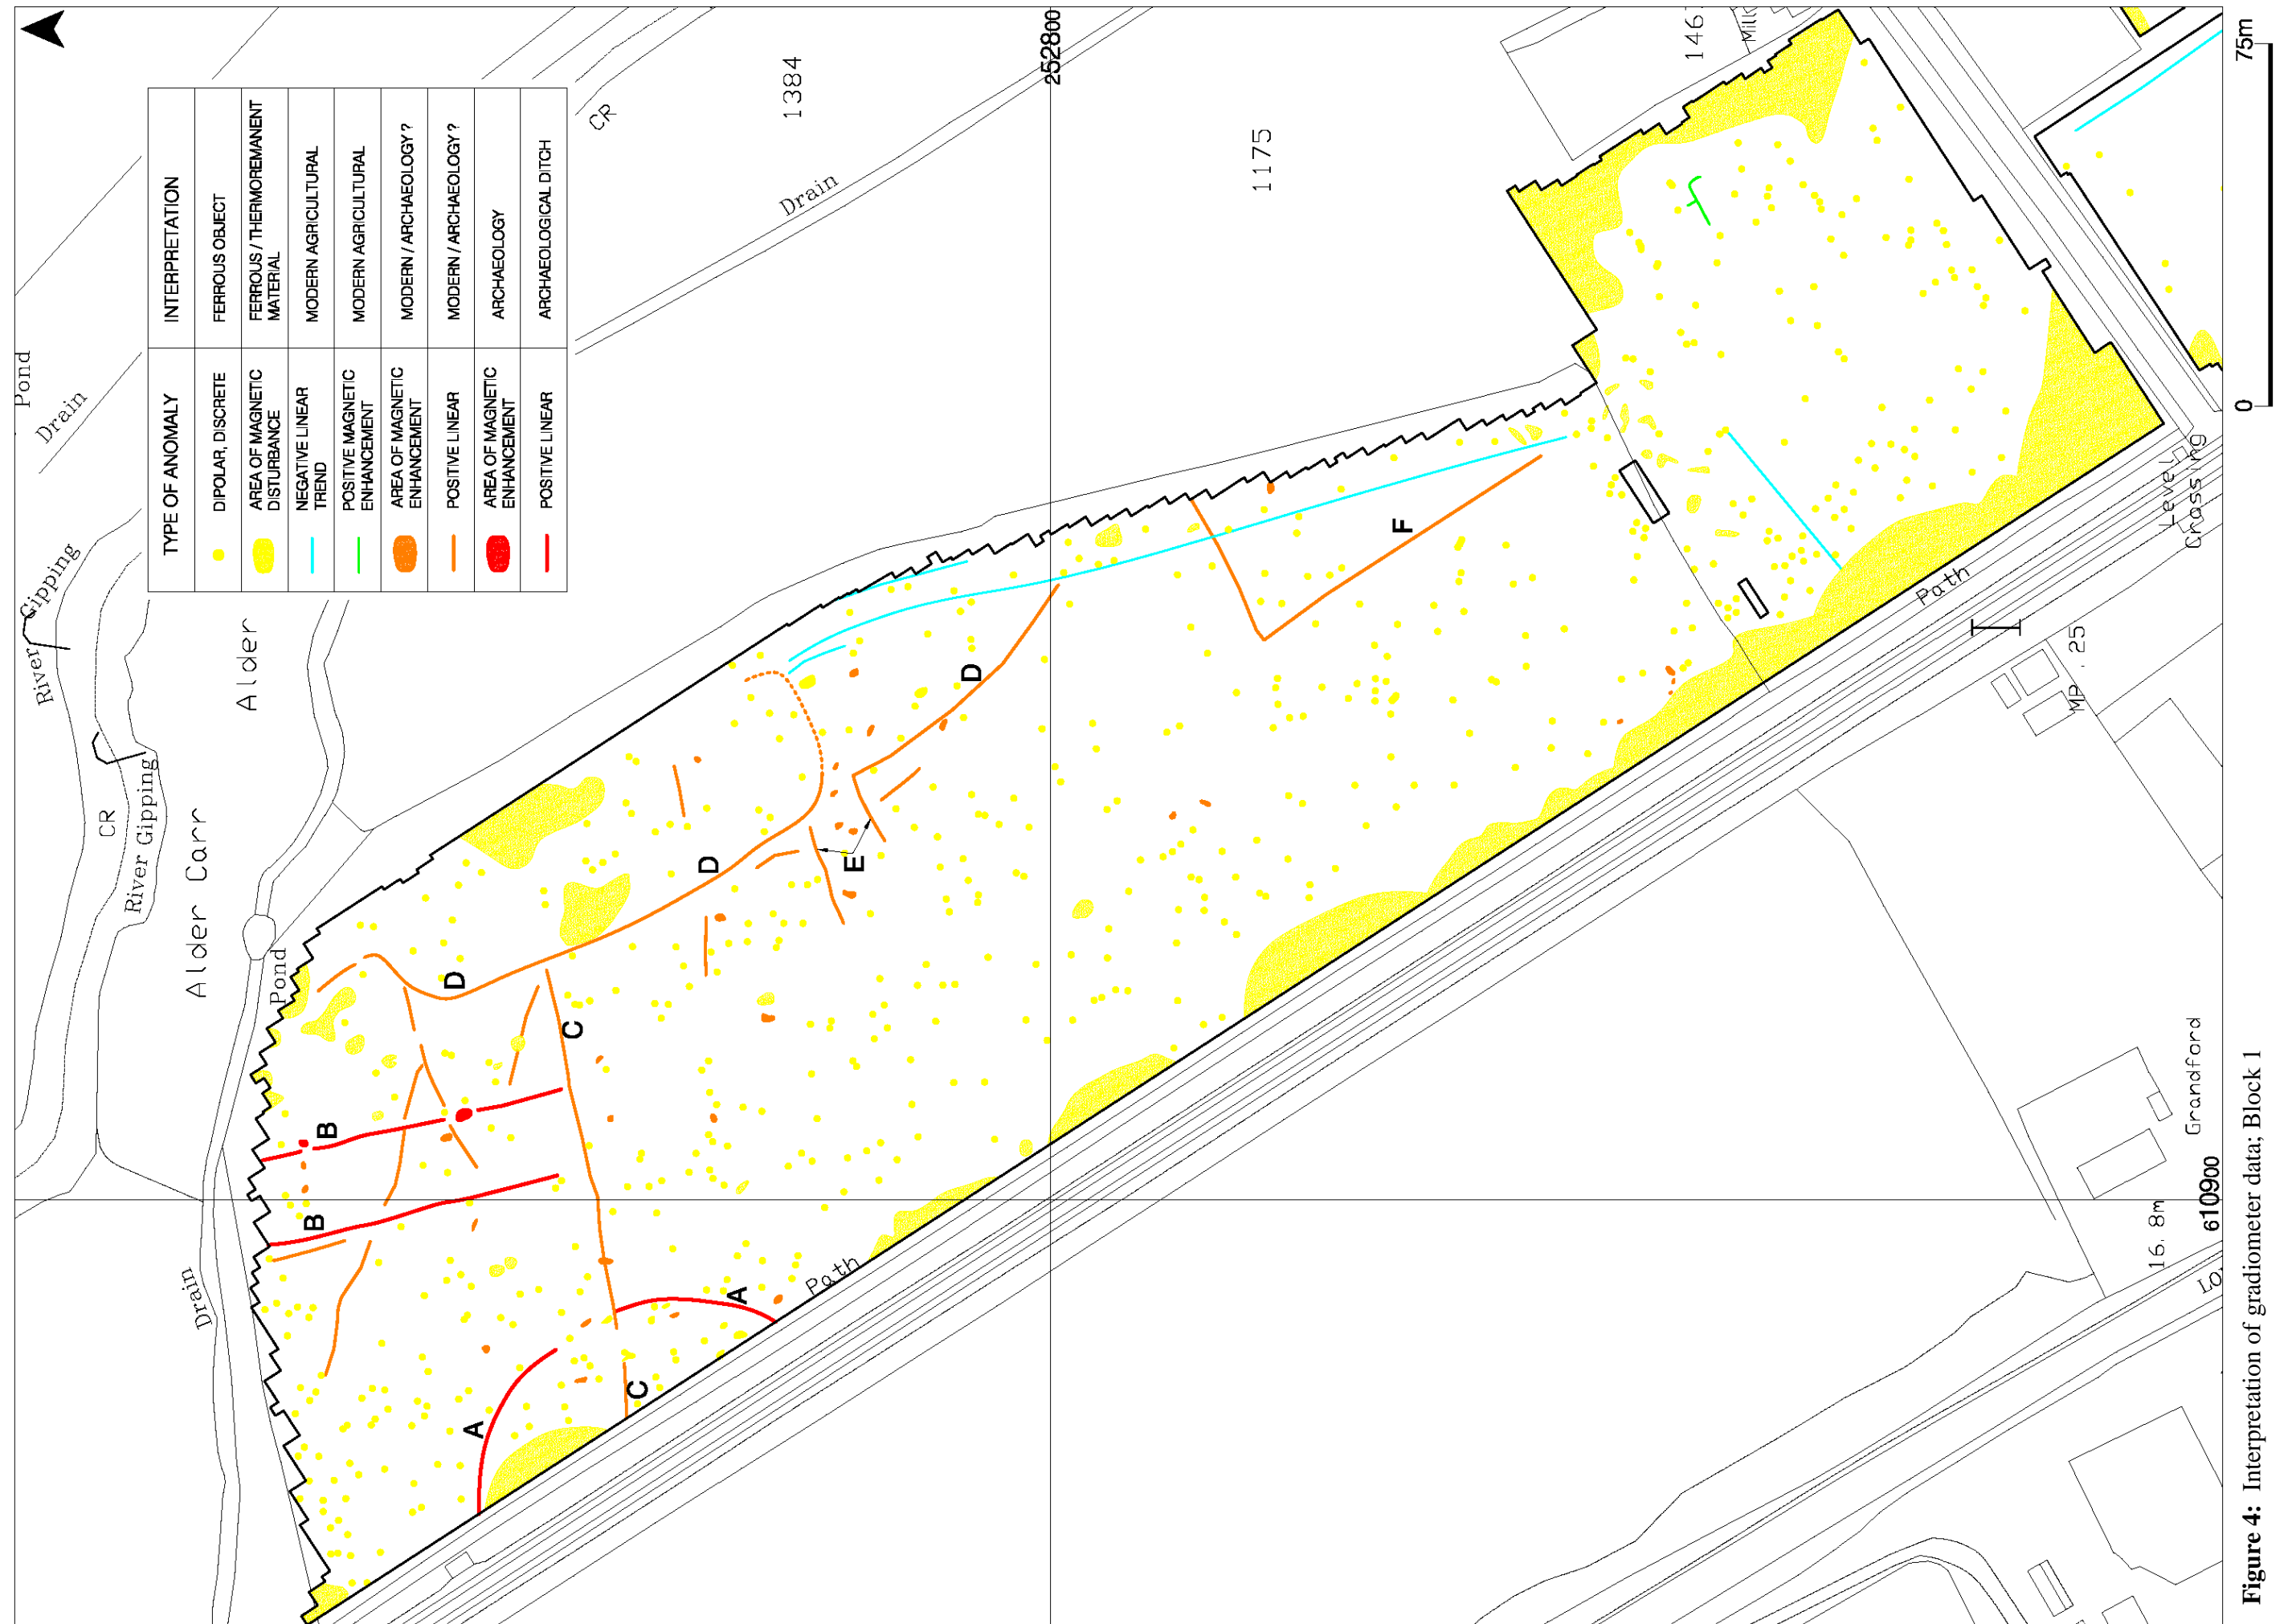 TYPE OF ANOMALY INTERPRETATION
DIPOLAR, DISCRETE FERROUS OBJECT
AREA OF MAGNETIC DISTURBANCE FERROUS / THERMOREMANENT MATERIAL
NEGATIVE LINEAR TREND MODERN AGRICULTURAL
POSITIVE MAGNETIC ENHANCEMENT MODERN AGRICULTURAL
AREA OF MAGNETIC ENHANCEMENT MODERN / ARCHAEOLOGY ?
POSITIVE LINEAR MODERN / ARCHAEOLOGY ?
AREA OF MAGNETIC ENHANCEMENT ARCHAEOLOGY
POSITIVE LINEAR ARCHAEOLOGICAL DITCH
Pond
Drain
River Gipping
CR
River Gipping
Alder
Alder Carr
Pond
Drain
CR
1384
Drain
252800
1175
146
Mill
A
A
B
B
C
C
D
D
D
E
F
Path
Path
Level Crossing
MP .25
Grandford
16.8m
610900
LO
0
75m
Figure 4: Interpretation of gradiometer data; Block 1